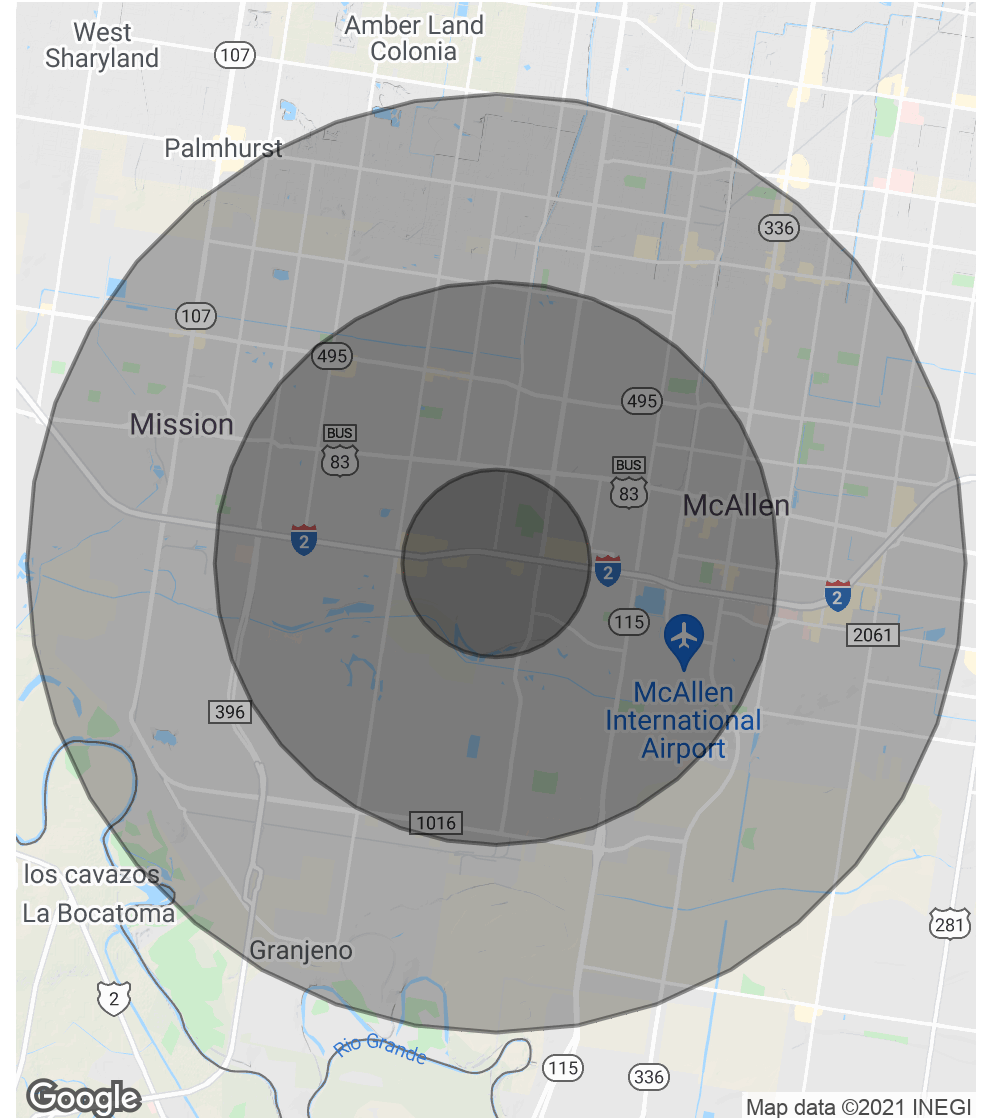 West
Sharyland
107
Amber Land
Colonia
Palmhurst
336
107
495
495
Mission
BUS
83
BUS
83
McAllen
2
2
2
115
2061
McAllen
International
Airport
396
1016
los cavazos
La Bocatoma
281
Granjeno
2
Rio Grande
115
336
Google
Map data ©2021 INEGI